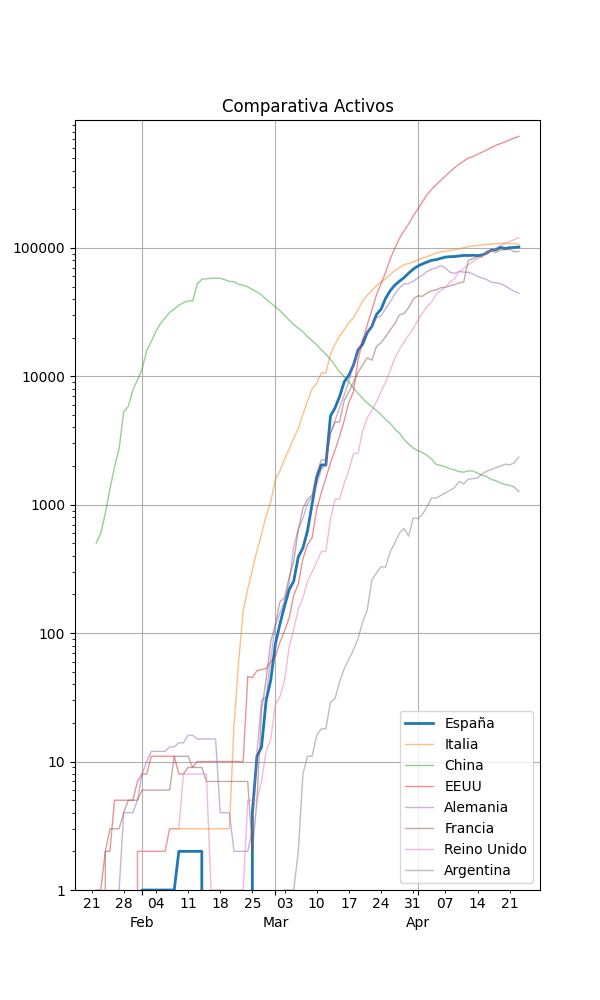 Comparativa Activos
100000
10000
1000
100
10
1
España
Italia
China
EEUU
Alemania
Francia
Reino Unido
Argentina
21 28 04 11 18 25 03 10 17 24 31 07 14 21
Feb Mar Apr